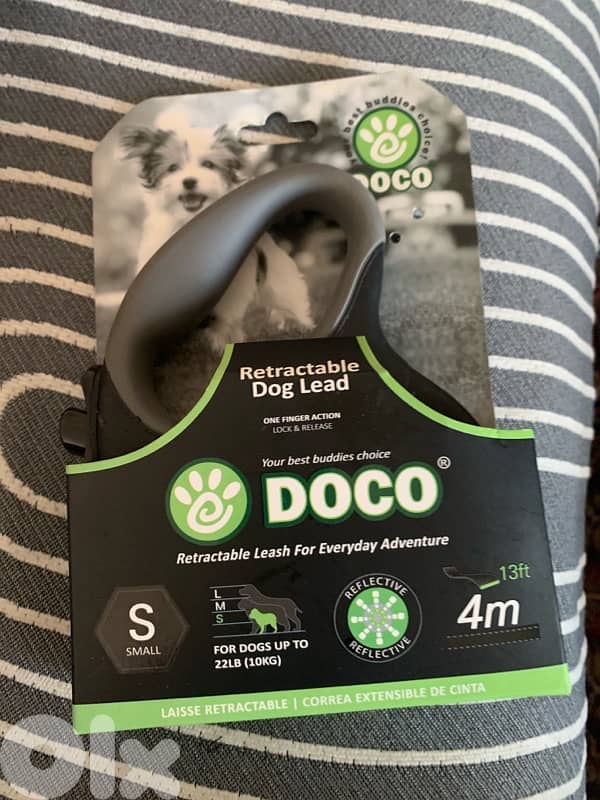 your best buddies choice!
DOCO
Retractable
Dog Lead
ONE FINGER ACTION
LOCK & RELEASE
Your best buddies choice
DOCO®
Retractable Leash For Everyday Adventure
S
SMALL
L
M
S
FOR DOGS UP TO
22LB (10KG)
REFLECTIVE
REFLECTIVE
13ft
4m
LAISSE RETRACTABLE | CORREA EXTENSIBLE DE CINTA
olx